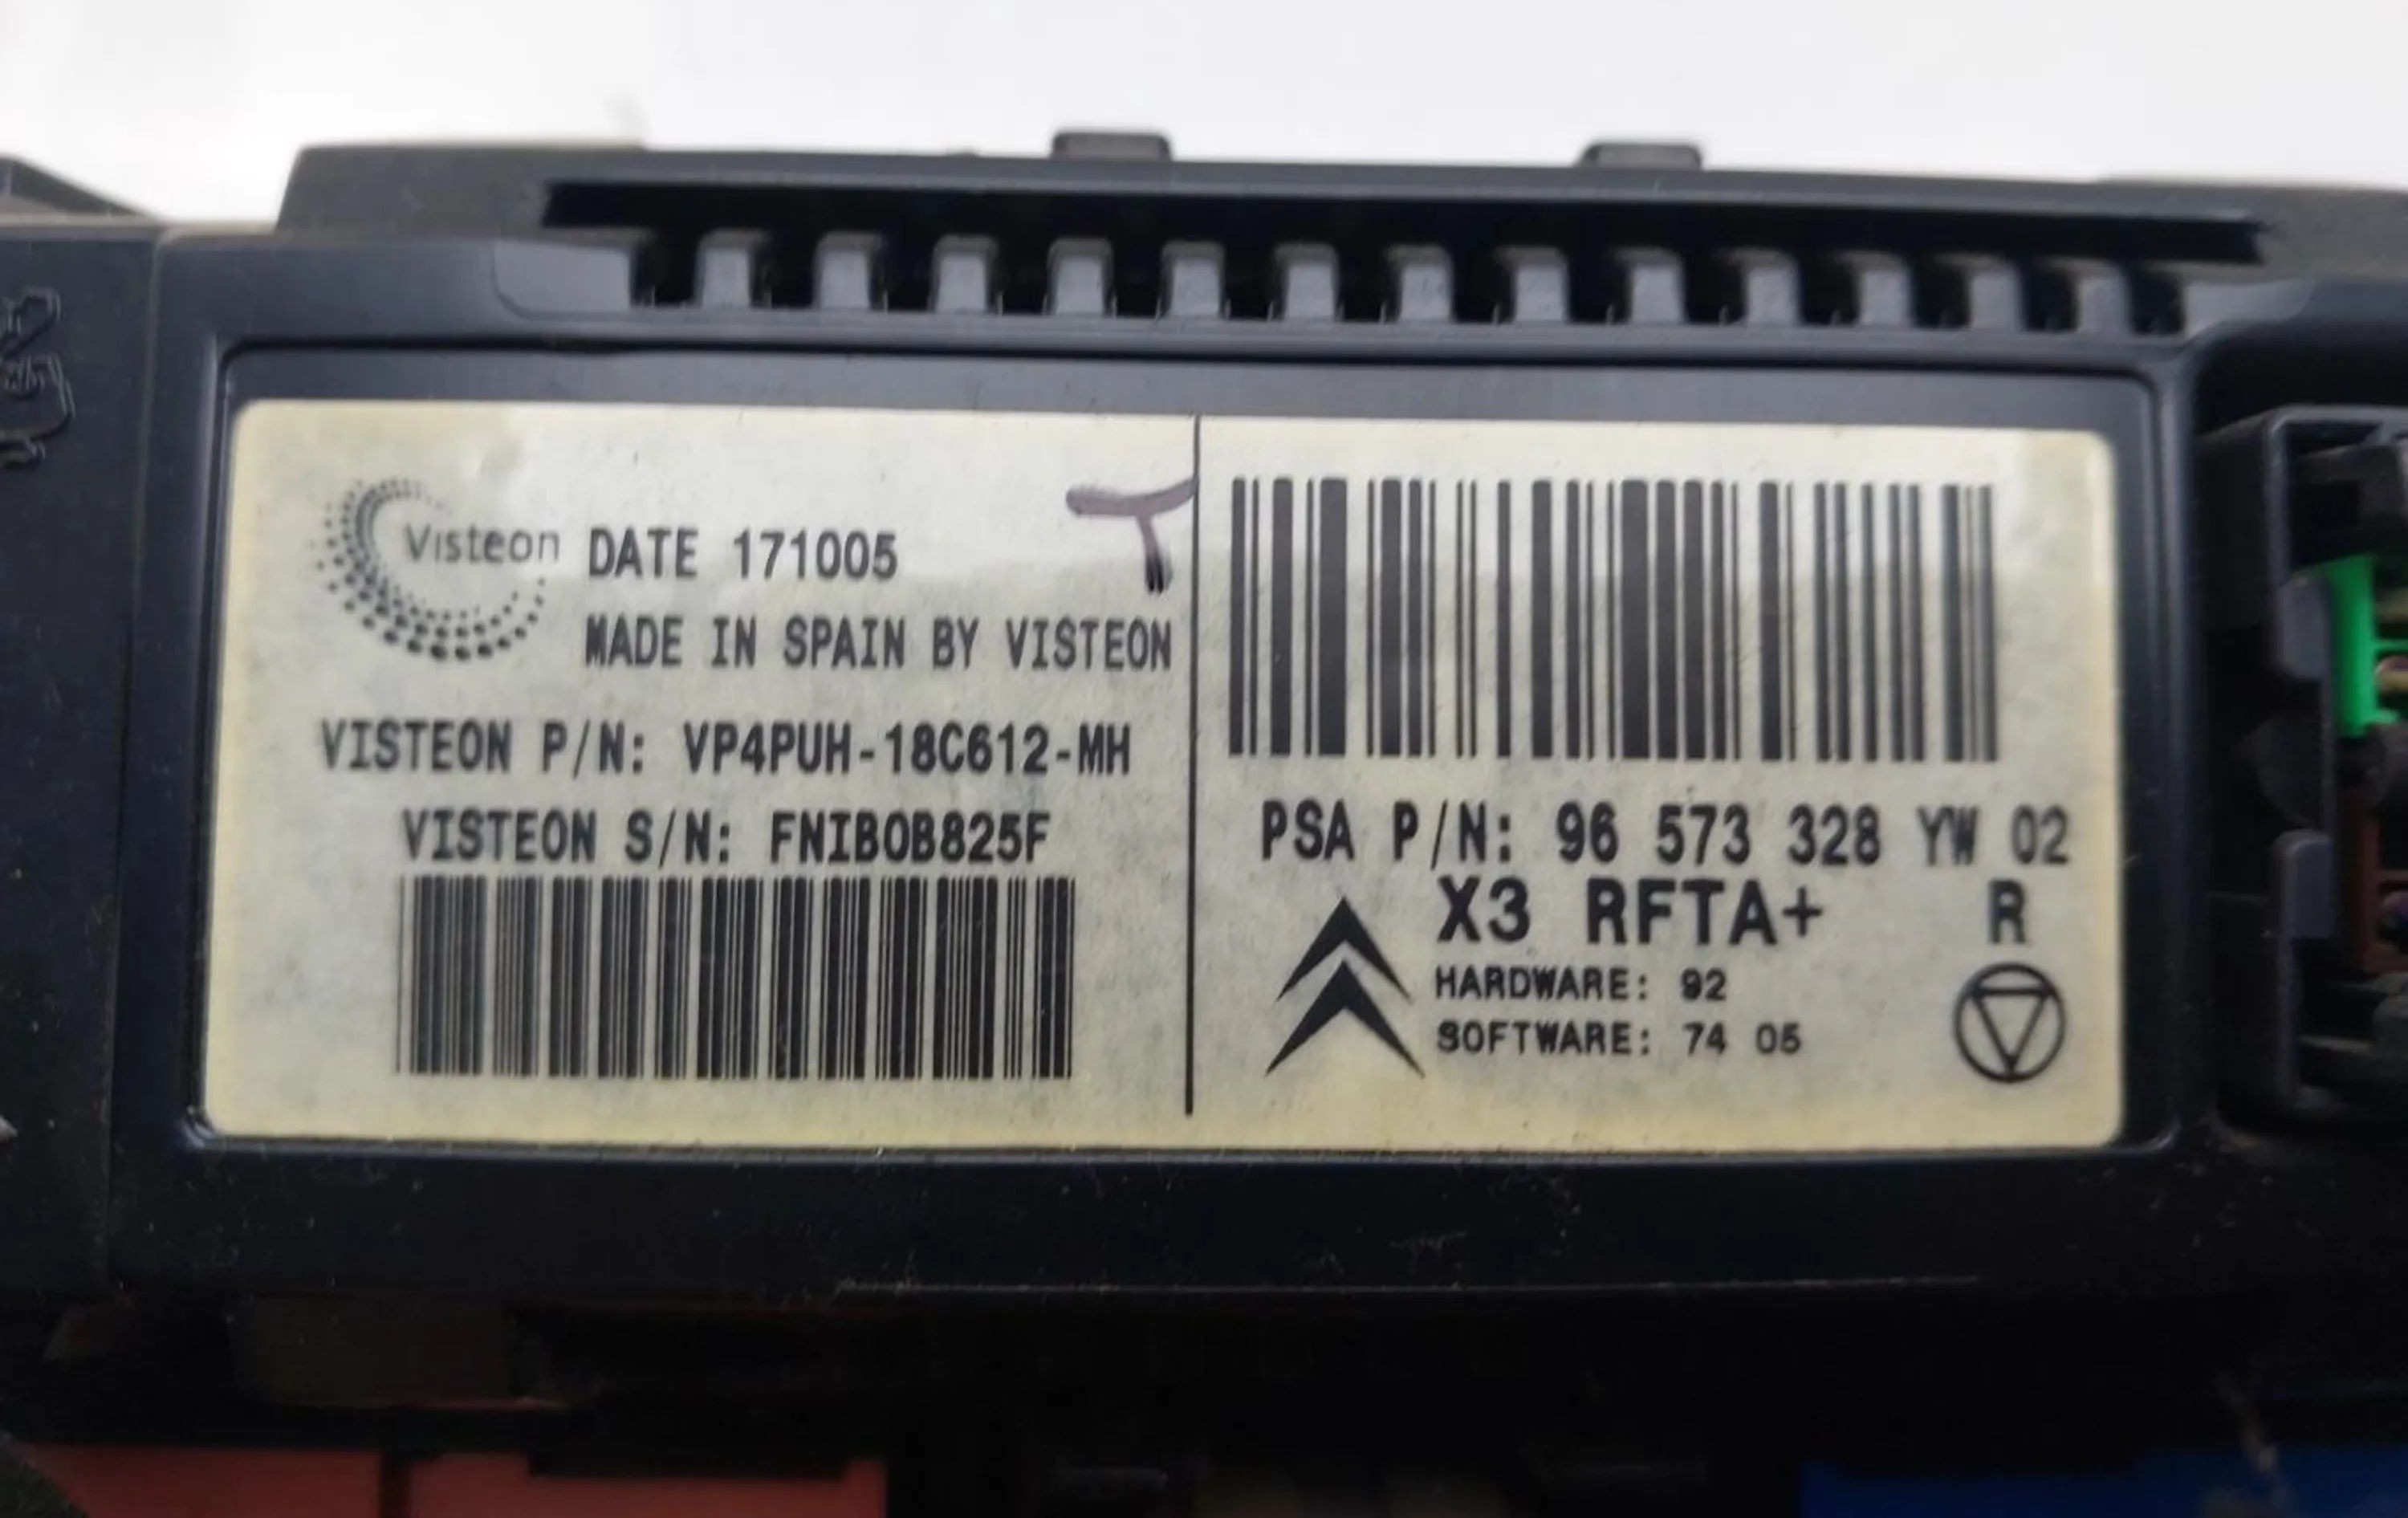 Visteon DATE 171005
MADE IN SPAIN BY VISTEON
VISTEON P/N: VP4PUH-18C612-MH
VISTEON S/N: FNIB0B825F
T
PSA P/N: 96 573 328 YW 02
X3 RFTA+ R
HARDWARE: 92
SOFTWARE: 74 05